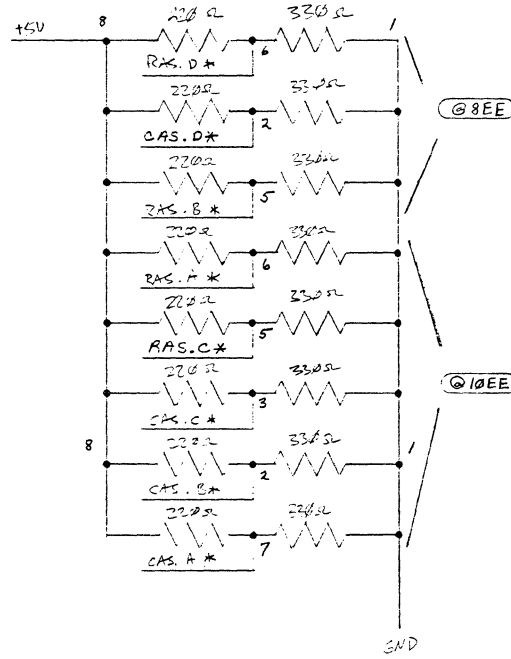 +5V 8 220Ω 330Ω 1
RAS.D* 6
220Ω 330Ω
CAS.D* 2
@8EE
220Ω 330Ω
RAS.B* 5
220Ω 330Ω
RAS.A* 6
220Ω 330Ω
RAS.C* 5
220Ω 330Ω
@10EE
CAS.C* 3
8 220Ω 330Ω 1
CAS.B* 2
220Ω 330Ω
CAS.A* 7
GND